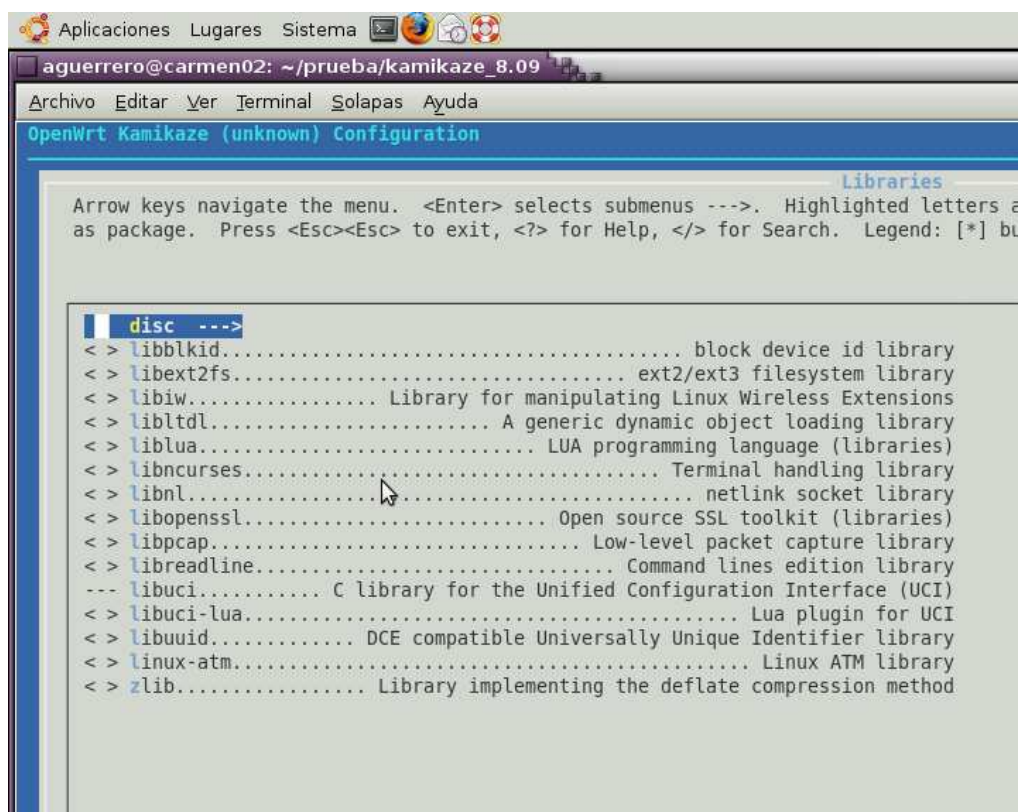 Aplicaciones Lugares Sistema
aguerrero@carmen02: ~/prueba/kamikaze_8.09
Archivo Editar Ver Terminal Solapas Ayuda
OpenWrt Kamikaze (unknown) Configuration
Libraries
Arrow keys navigate the menu. <Enter> selects submenus --->. Highlighted letters a
as package. Press <Esc><Esc> to exit, <?> for Help, </> for Search. Legend: [*] bu
disc --->
< > libblkid......................................... block device id library
< > libext2fs................................... ext2/ext3 filesystem library
< > libiw................. Library for manipulating Linux Wireless Extensions
< > libltdl......................... A generic dynamic object loading library
< > liblua.............................. LUA programming language (libraries)
< > libncurses..................................... Terminal handling library
< > libnl............................................. netlink socket library
< > libopenssl........................... Open source SSL toolkit (libraries)
< > libpcap.................................. Low-level packet capture library
< > libreadline................................ Command lines edition library
--- libuci........... C library for the Unified Configuration Interface (UCI)
< > libuci-lua............................................ Lua plugin for UCI
< > libuuid............. DCE compatible Universally Unique Identifier library
< > linux-atm.............................................. Linux ATM library
< > zlib................. Library implementing the deflate compression method